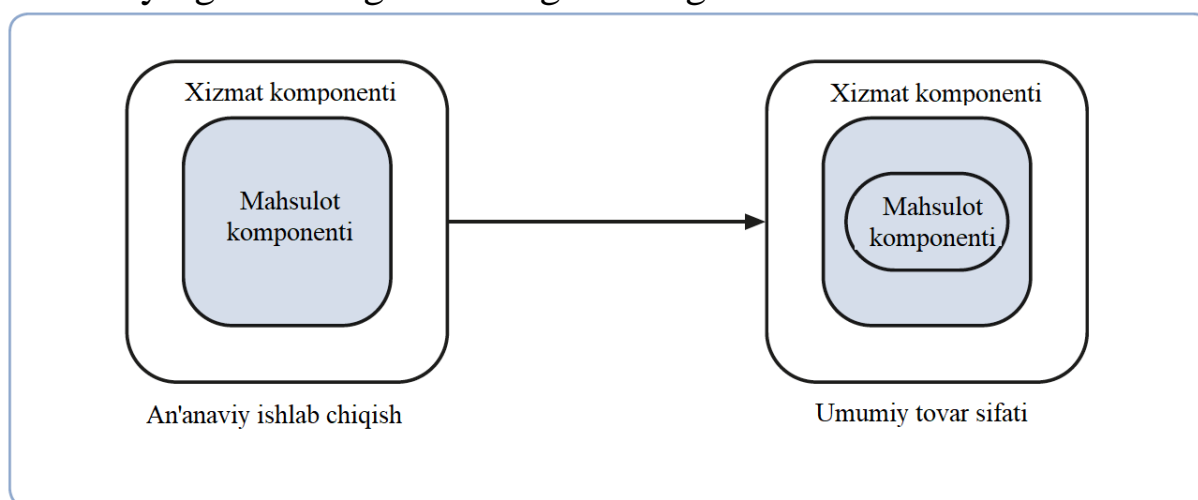 Xizmat komponenti
Mahsulot
komponenti
An'anaviy ishlab chiqish
Xizmat komponenti
Mahsulot
komponenti
Umumiy tovar sifati